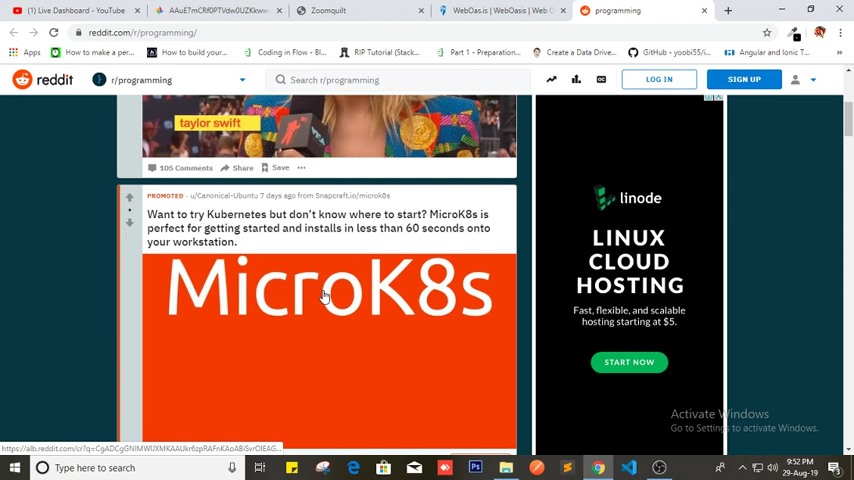 (1) Live Dashboard - YouTube
Zoomquilt
WebOas.is | WebOasis | Web O
programming
reddit.com/r/programming/
Apps
How to make a per...
How to build your...
Coding in Flow - Bl...
RIP Tutorial (Stack...
Part 1 - Preparation...
Create a Data Drive...
GitHub - yoobi55/i...
Angular and Ionic T...
reddit
r/programming
Search r/programming
LOG IN
SIGN UP
taylor swift
105 Comments
Share
Save
PROMOTED · u/Canonical-Ubuntu 7 days ago from Snapcraft.io/microk8s
Want to try Kubernetes but don't know where to start? MicroK8s is
perfect for getting started and installs in less than 60 seconds onto
your workstation.
MicroK8s
linode
LINUX
CLOUD
HOSTING
Fast, flexible, and scalable
hosting starting at $5.
START NOW
Activate Windows
Go to Settings to activate Windows.
Type here to search
9:52 PM
29-Aug-19